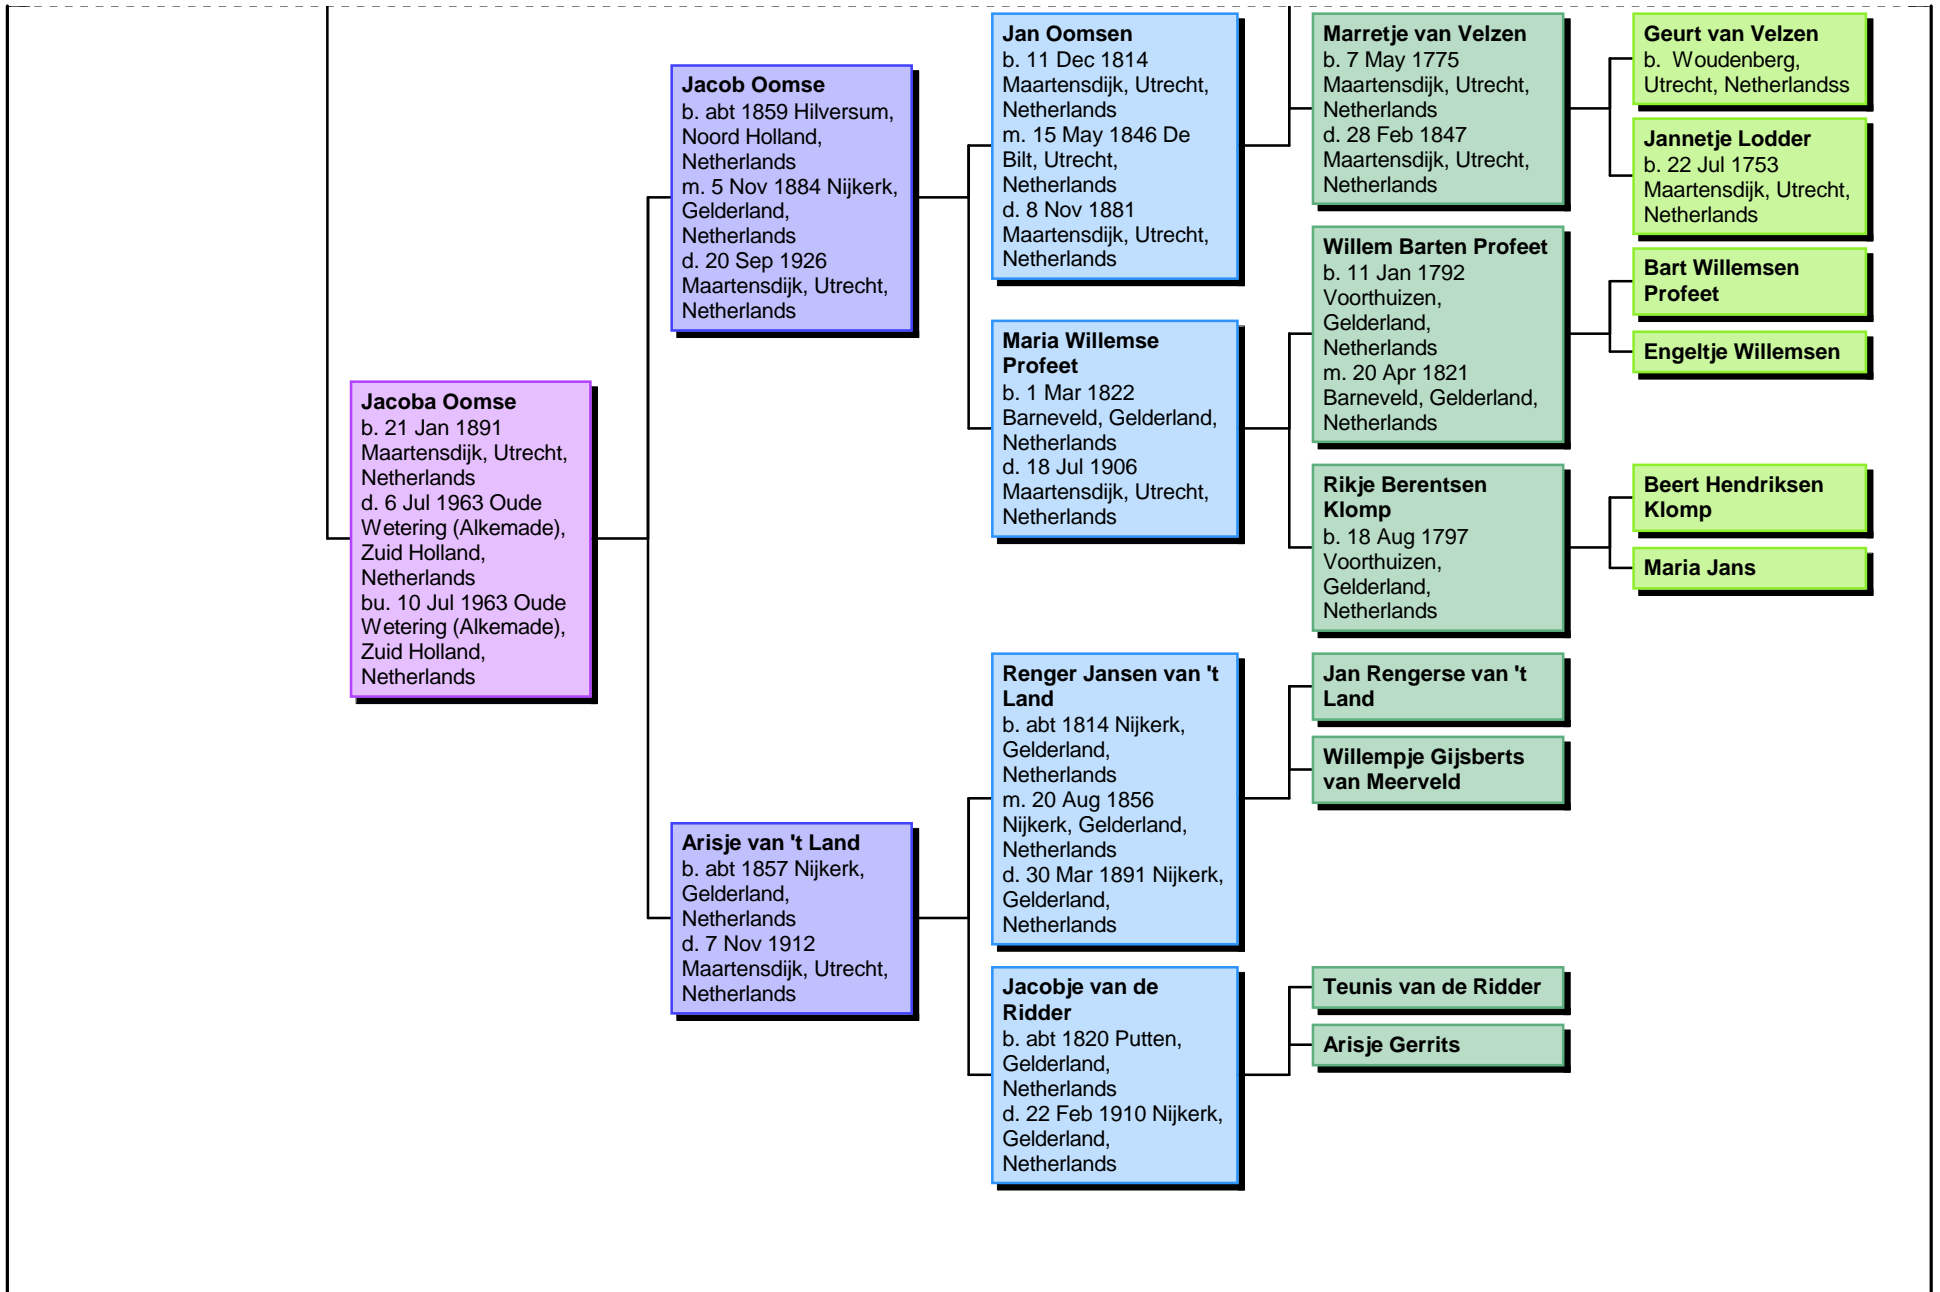 Jacoba Oomse
b. 21 Jan 1891
Maartensdijk, Utrecht,
Netherlands
d. 6 Jul 1963 Oude
Wetering (Alkemade),
Zuid Holland,
Netherlands
bu. 10 Jul 1963 Oude
Wetering (Alkemade),
Zuid Holland,
Netherlands
Jacob Oomse
b. abt 1859 Hilversum,
Noord Holland,
Netherlands
m. 5 Nov 1884 Nijkerk,
Gelderland,
Netherlands
d. 20 Sep 1926
Maartensdijk, Utrecht,
Netherlands
Arisje van 't Land
b. abt 1857 Nijkerk,
Gelderland,
Netherlands
d. 7 Nov 1912
Maartensdijk, Utrecht,
Netherlands
Jan Oomsen
b. 11 Dec 1814
Maartensdijk, Utrecht,
Netherlands
m. 15 May 1846 De
Bilt, Utrecht,
Netherlands
d. 8 Nov 1881
Maartensdijk, Utrecht,
Netherlands
Maria Willemse
Profeet
b. 1 Mar 1822
Barneveld, Gelderland,
Netherlands
d. 18 Jul 1906
Maartensdijk, Utrecht,
Netherlands
Renger Jansen van 't
Land
b. abt 1814 Nijkerk,
Gelderland,
Netherlands
m. 20 Aug 1856
Nijkerk, Gelderland,
Netherlands
d. 30 Mar 1891 Nijkerk,
Gelderland,
Netherlands
Jacobje van de
Ridder
b. abt 1820 Putten,
Gelderland,
Netherlands
d. 22 Feb 1910 Nijkerk,
Gelderland,
Netherlands
Marretje van Velzen
b. 7 May 1775
Maartensdijk, Utrecht,
Netherlands
d. 28 Feb 1847
Maartensdijk, Utrecht,
Netherlands
Willem Barten Profeet
b. 11 Jan 1792
Voorthuizen,
Gelderland,
Netherlands
m. 20 Apr 1821
Barneveld, Gelderland,
Netherlands
Rikje Berentsen
Klomp
b. 18 Aug 1797
Voorthuizen,
Gelderland,
Netherlands
Jan Rengerse van 't
Land
Willempje Gijsberts
van Meerveld
Teunis van de Ridder
Arisje Gerrits
Geurt van Velzen
b.  Woudenberg,
Utrecht, Netherlandss
Jannetje Lodder
b. 22 Jul 1753
Maartensdijk, Utrecht,
Netherlands
Bart Willemsen
Profeet
Engeltje Willemsen
Beert Hendriksen
Klomp
Maria Jans